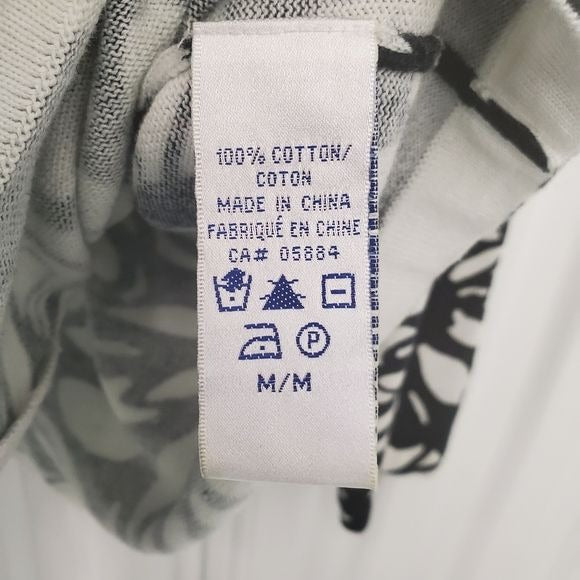 100% COTTON/
COTON
MADE IN CHINA
FABRIQUÉ EN CHINE
CA# 05884
P
M/M